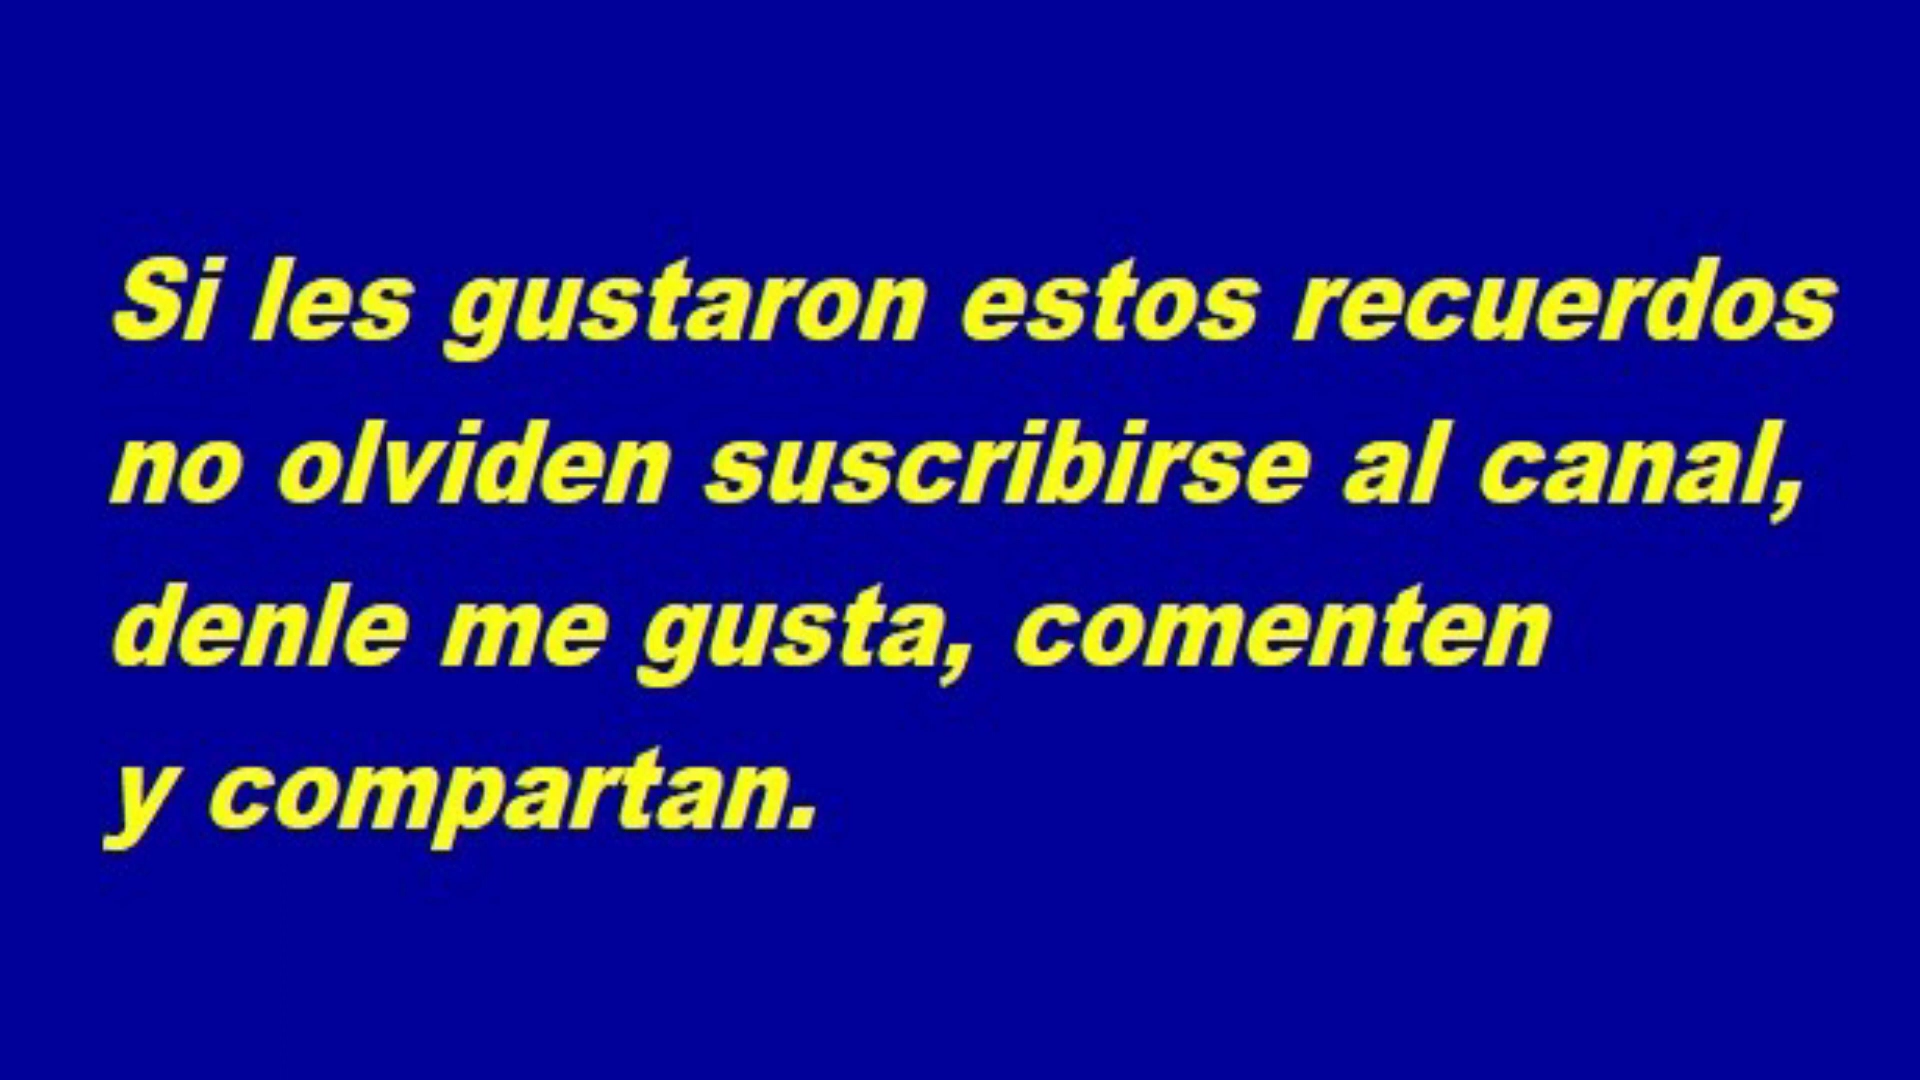 Si les gustaron estos recuerdos
no olviden suscribirse al canal,
denle me gusta, comenten
y compartan.